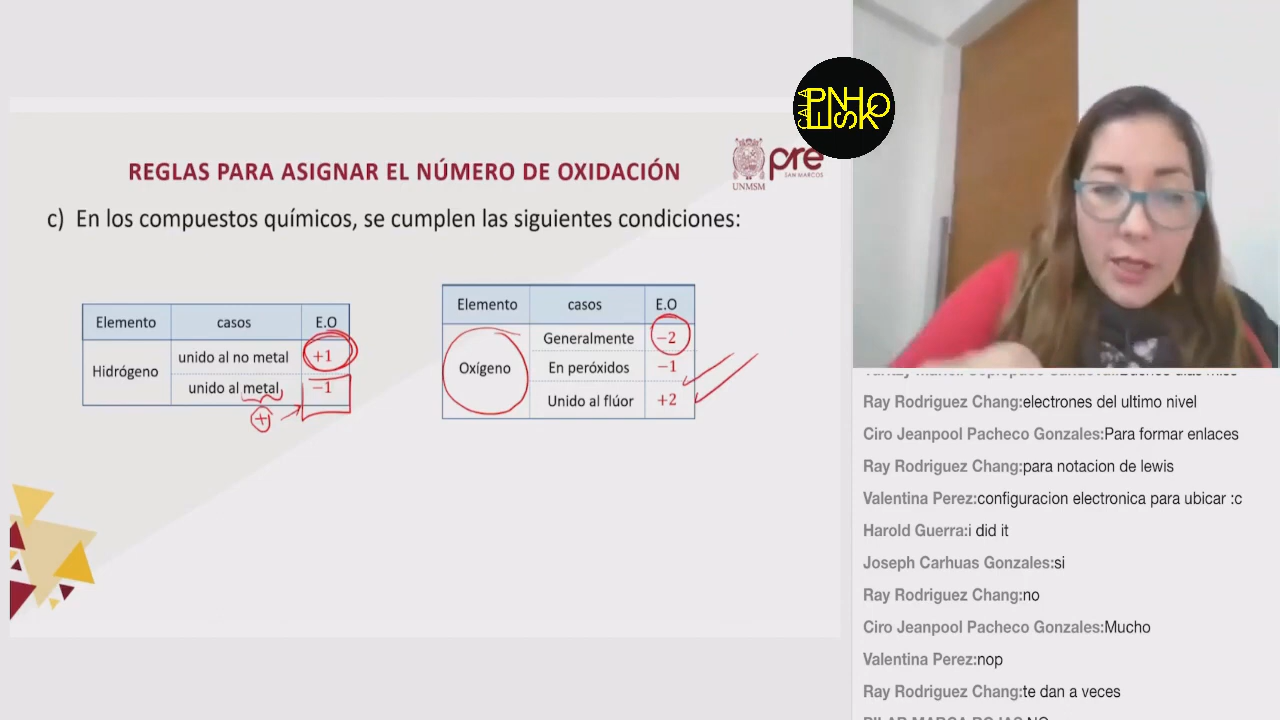 CALA
PNHO
ESK
REGLAS PARA ASIGNAR EL NÚMERO DE OXIDACIÓN
UNMSM
pre
SAN MARCOS
c) En los compuestos químicos, se cumplen las siguientes condiciones:
Elemento casos E.O
Hidrógeno
unido al no metal +1
unido al metal −1
+
Elemento casos E.O
Oxígeno
Generalmente −2
En peróxidos −1
Unido al flúor +2
Ray Rodriguez Chang:electrones del ultimo nivel
Ciro Jeanpool Pacheco Gonzales:Para formar enlaces
Ray Rodriguez Chang:para notacion de lewis
Valentina Perez:configuracion electronica para ubicar :c
Harold Guerra:i did it
Joseph Carhuas Gonzales:si
Ray Rodriguez Chang:no
Ciro Jeanpool Pacheco Gonzales:Mucho
Valentina Perez:nop
Ray Rodriguez Chang:te dan a veces